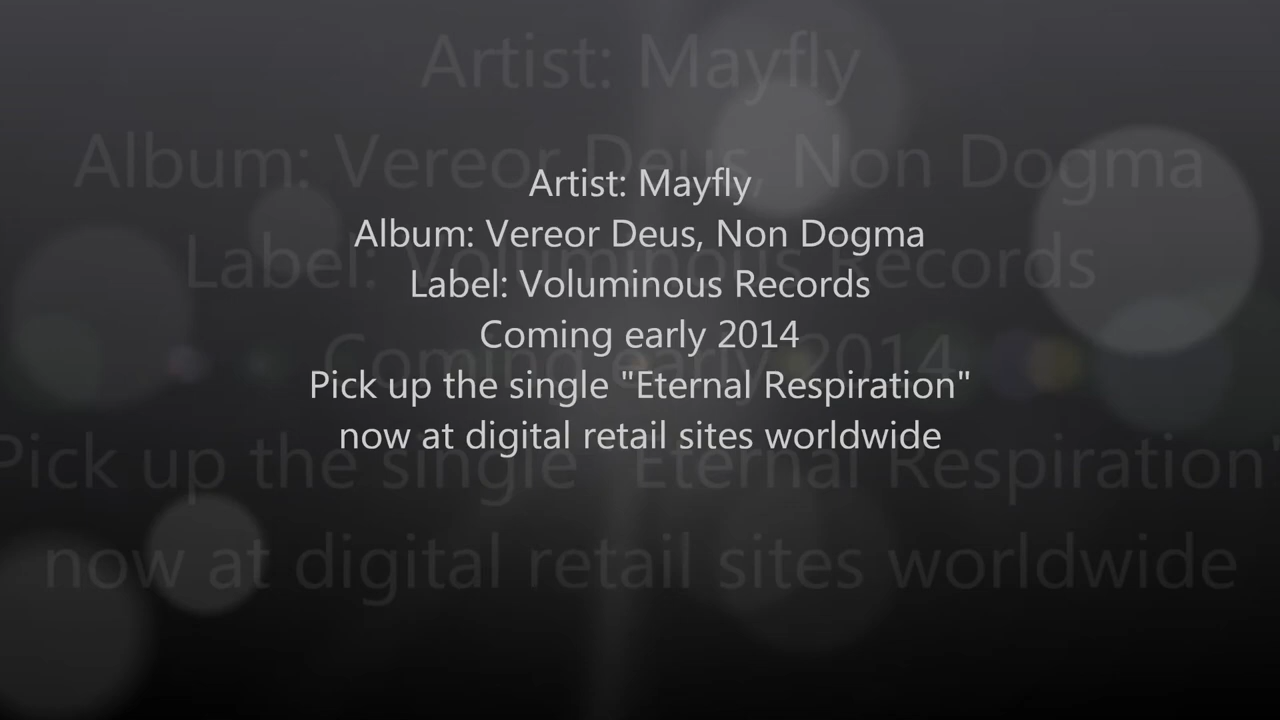 Artist: Mayfly
Album: Vereor Deus, Non Dogma
Label: Voluminous Records
Coming early 2014
Pick up the single "Eternal Respiration"
now at digital retail sites worldwide